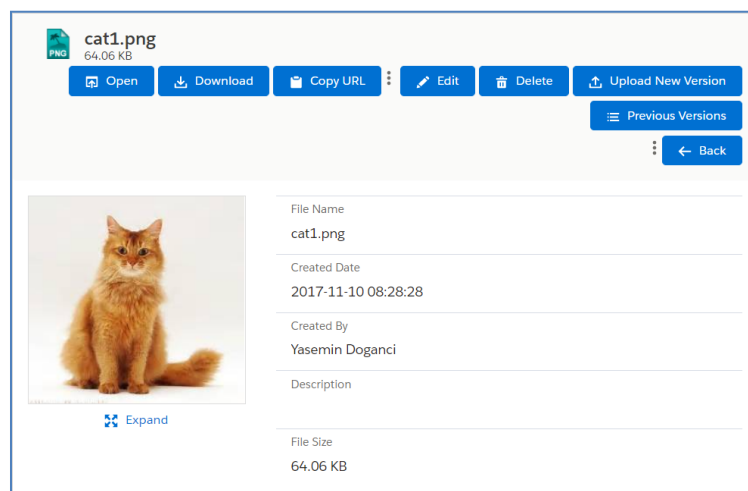 cat1.png
PNG
64.06 KB
Open Download Copy URL Edit Delete Upload New Version
Previous Versions
Back
File Name
cat1.png
Created Date
2017-11-10 08:28:28
Created By
Yasemin Doganci
Description
Expand
File Size
64.06 KB